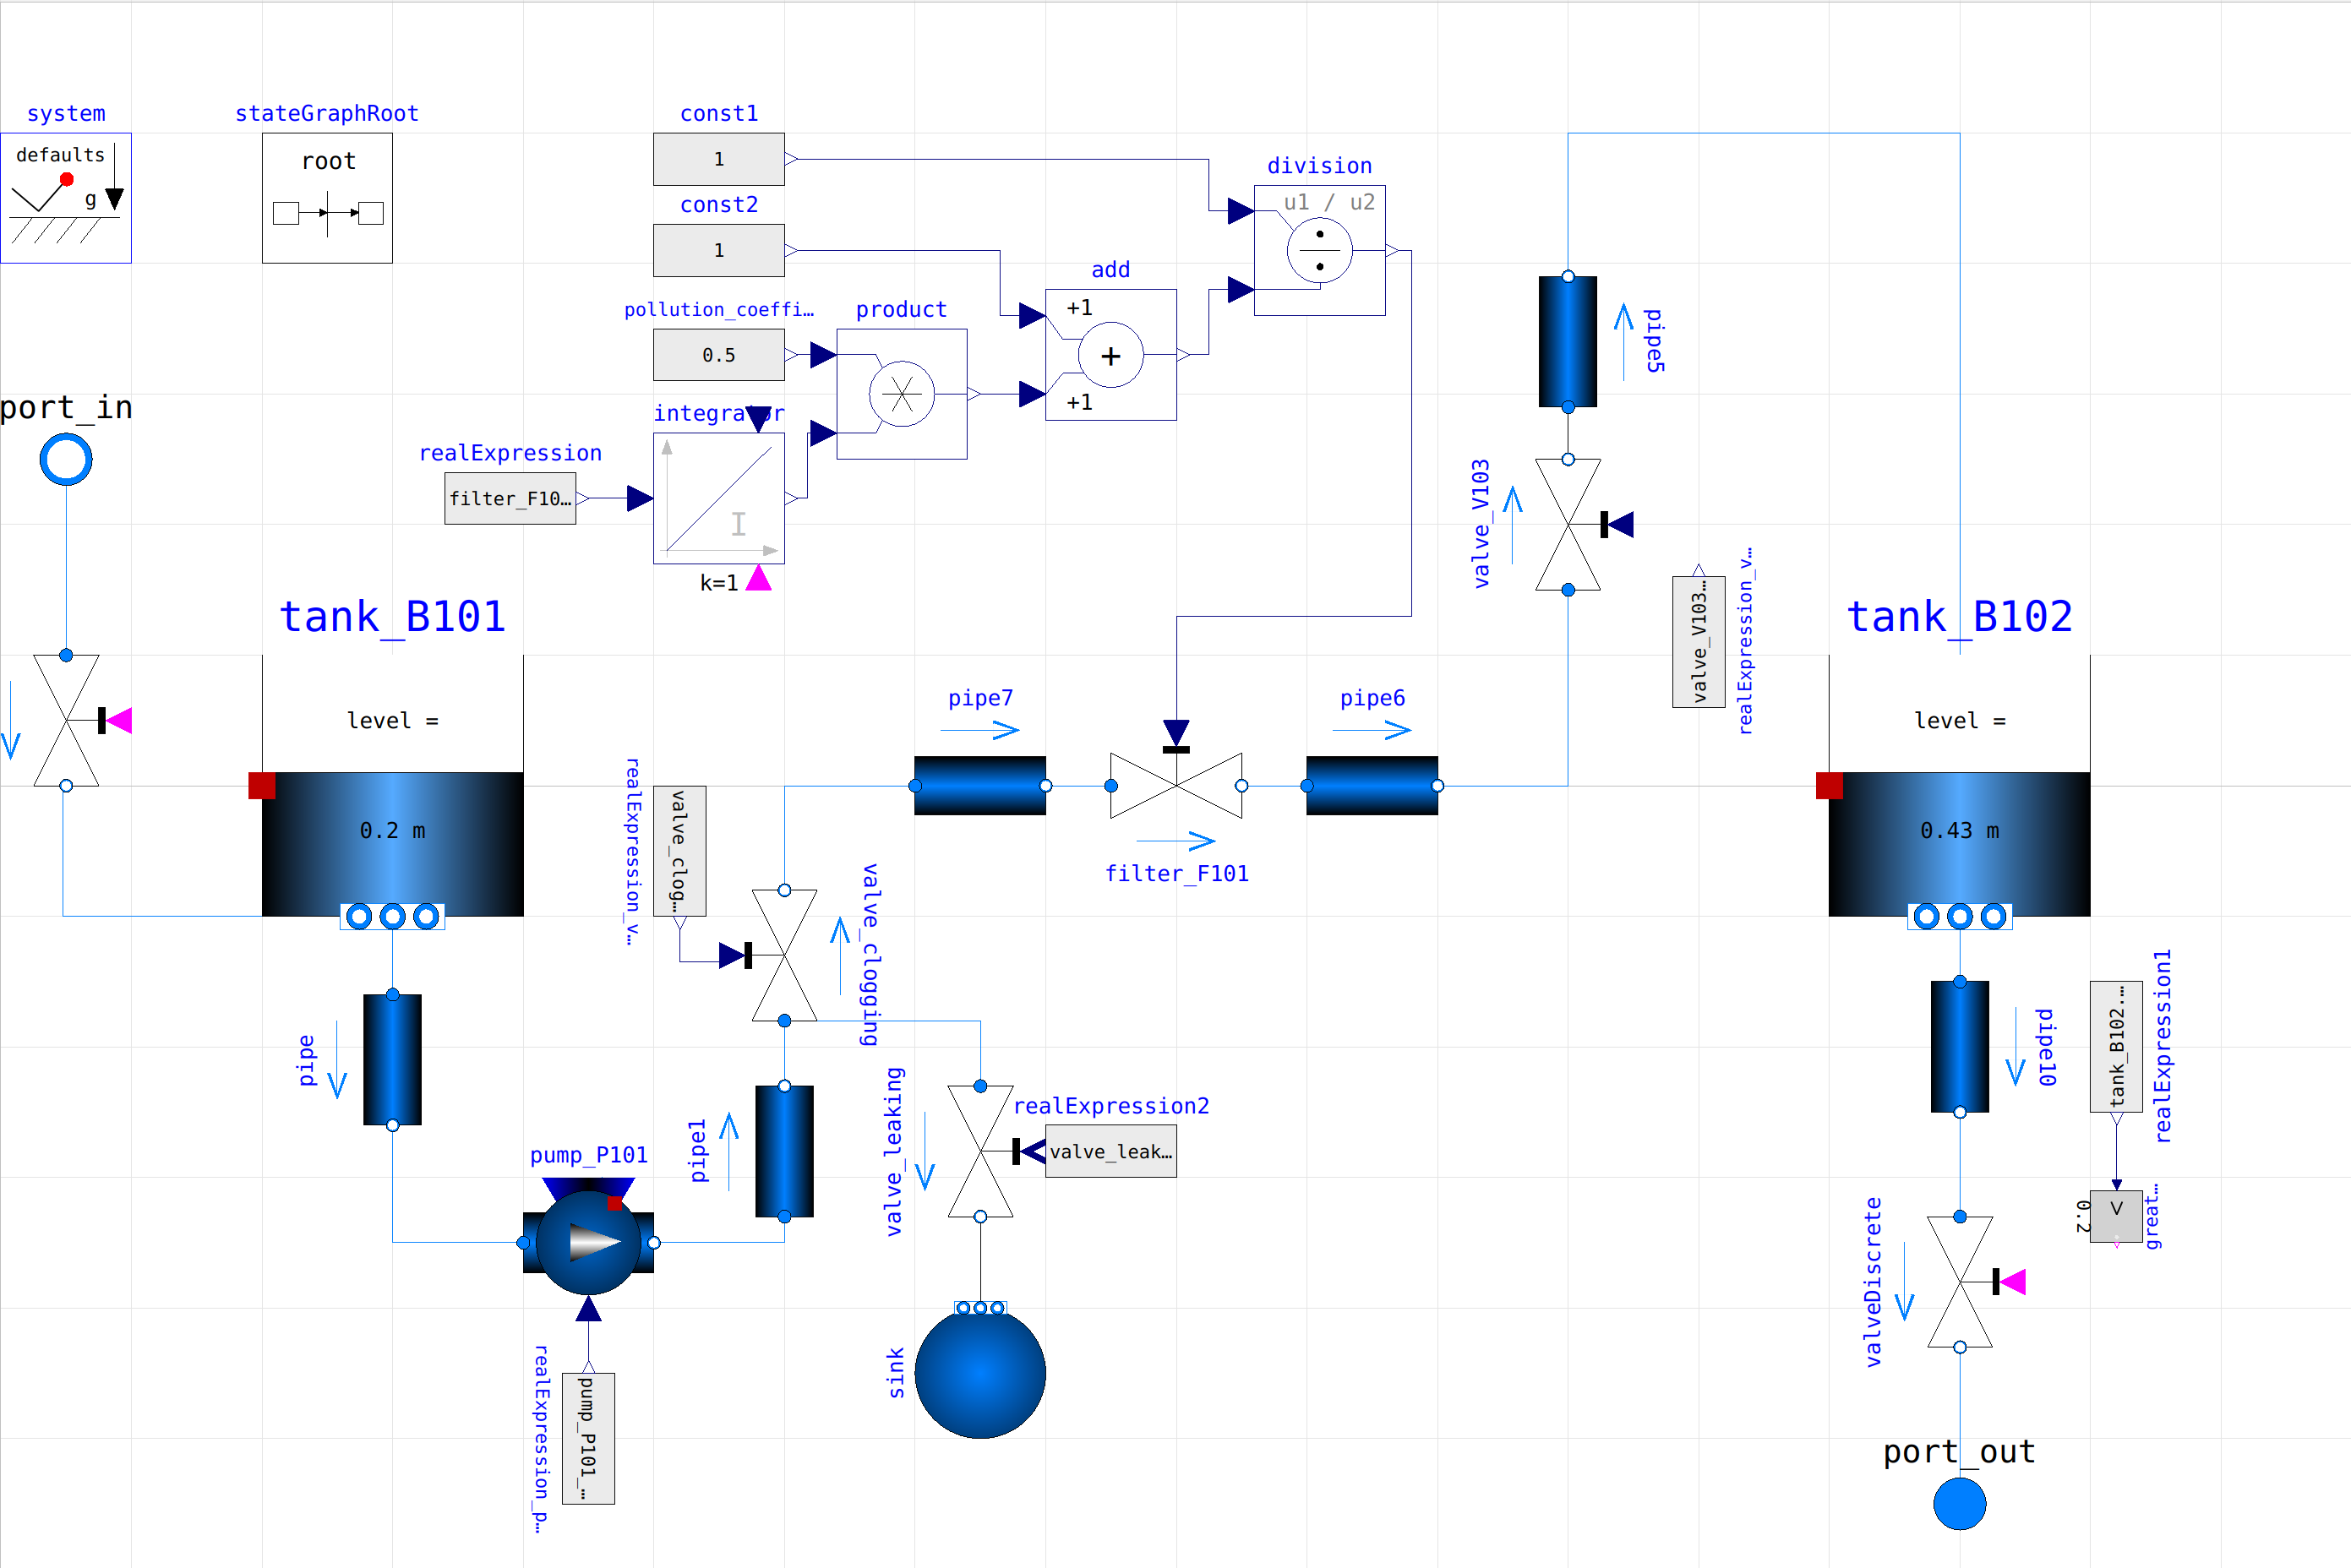 system
defaults
g
stateGraphRoot
root
const1
1
const2
1
pollution_coeffi…
0.5
integrator
I
k=1
realExpression
filter_F10…
product
add
+1
+
+1
division
u1 / u2
port_in
tank_B101
level =
0.2 m
pipe
pump_P101
realExpression_p…
pump_P101_…
pipe1
realExpression_v…
valve_clog…
valve_clogging
valve_leaking
realExpression2
valve_leak…
sink
pipe7
filter_F101
pipe6
valve_V103
pipe5
valve_V103…
realExpression_v…
tank_B102
level =
0.43 m
pipe10
tank_B102.…
realExpression1
0.2
great…
valveDiscrete
port_out